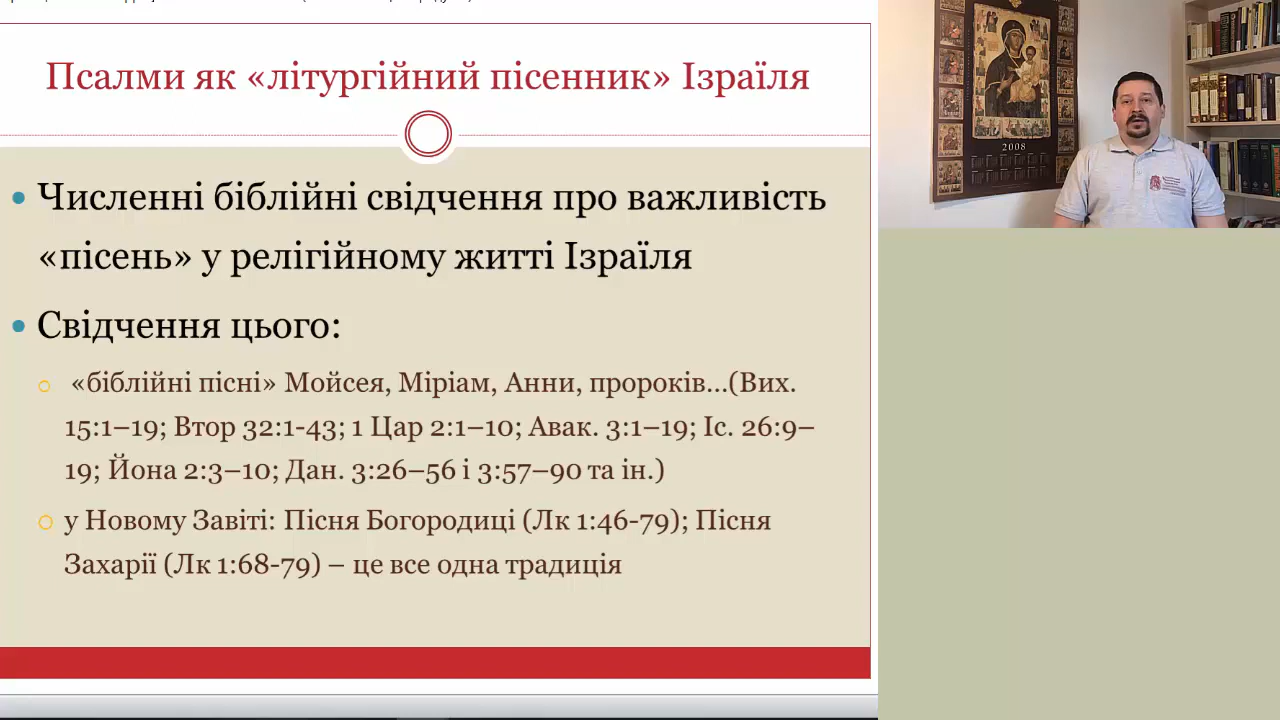 Псалми як «літургійний пісенник» Ізраїля
• Численні біблійні свідчення про важливість
«пісень» у релігійному житті Ізраїля
• Свідчення цього:
«біблійні пісні» Мойсея, Міріам, Анни, пророків...(Вих.
15:1–19; Втор 32:1-43; 1 Цар 2:1–10; Авак. 3:1–19; Іс. 26:9–
19; Йона 2:3–10; Дан. 3:26–56 і 3:57–90 та ін.)
у Новому Завіті: Пісня Богородиці (Лк 1:46-79); Пісня
Захарії (Лк 1:68-79) – це все одна традиція
2008